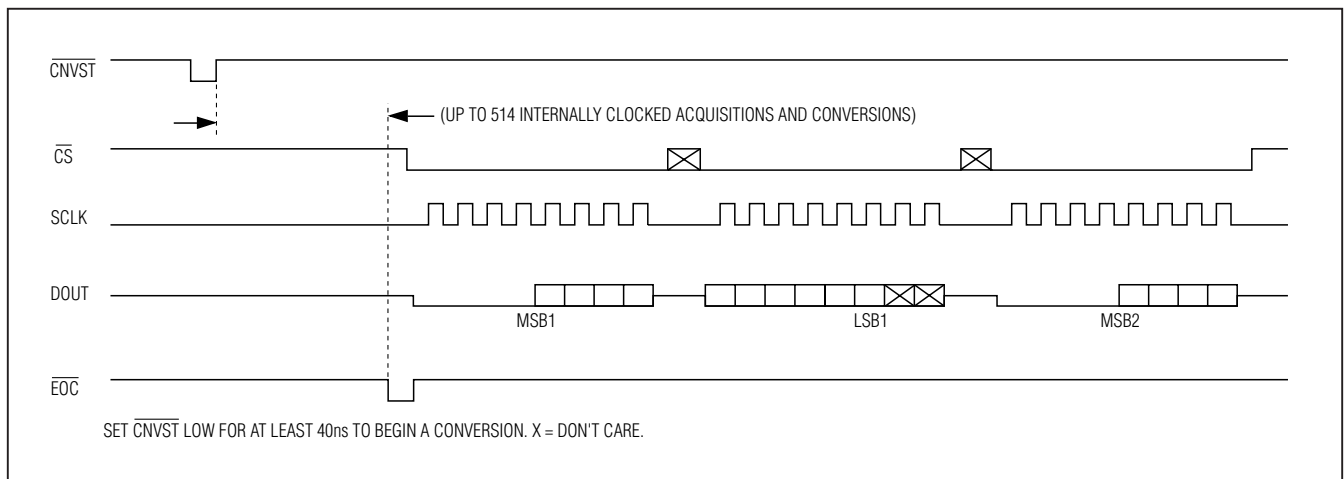 CNVST
(UP TO 514 INTERNALLY CLOCKED ACQUISITIONS AND CONVERSIONS)
CS
SCLK
DOUT
MSB1
LSB1
MSB2
EOC
SET CNVST LOW FOR AT LEAST 40ns TO BEGIN A CONVERSION. X = DON'T CARE.